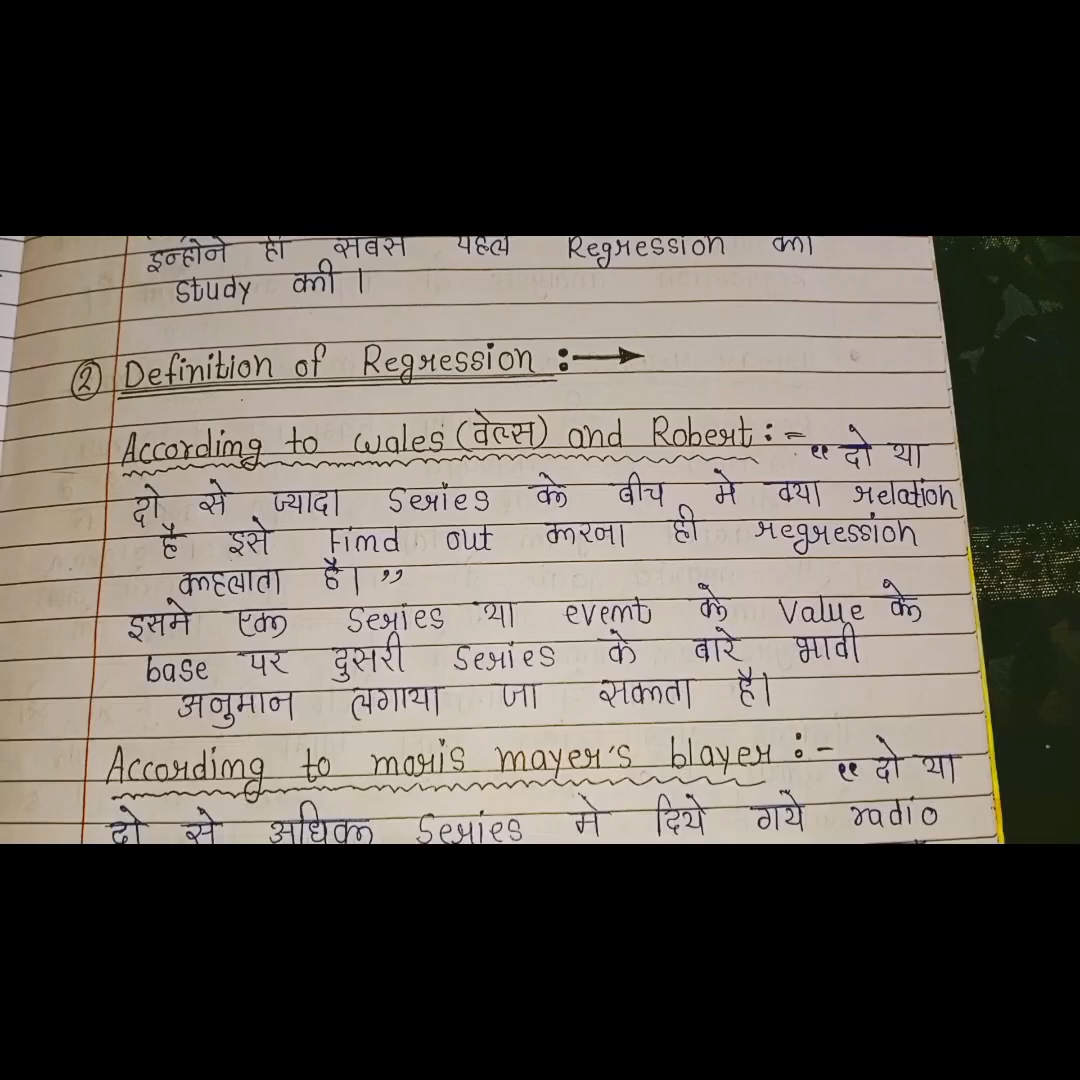 इन्होने ही सबसे पहले Regression की
study की ।
② Definition of Regression :→
According to wales (वेल्स) and Robert :- “ दो या
दो से ज्यादा series के बीच मे क्या relation
है इसे Find out करना ही regression
कहलाता है। ”
इसमे एक series या event के value के
base पर दुसरी series के बारे भावी
अनुमान लगाया जा सकता है।
According to moris mayer's blayer :- “ दो या
दो से अधिक series मे दिये गये radio